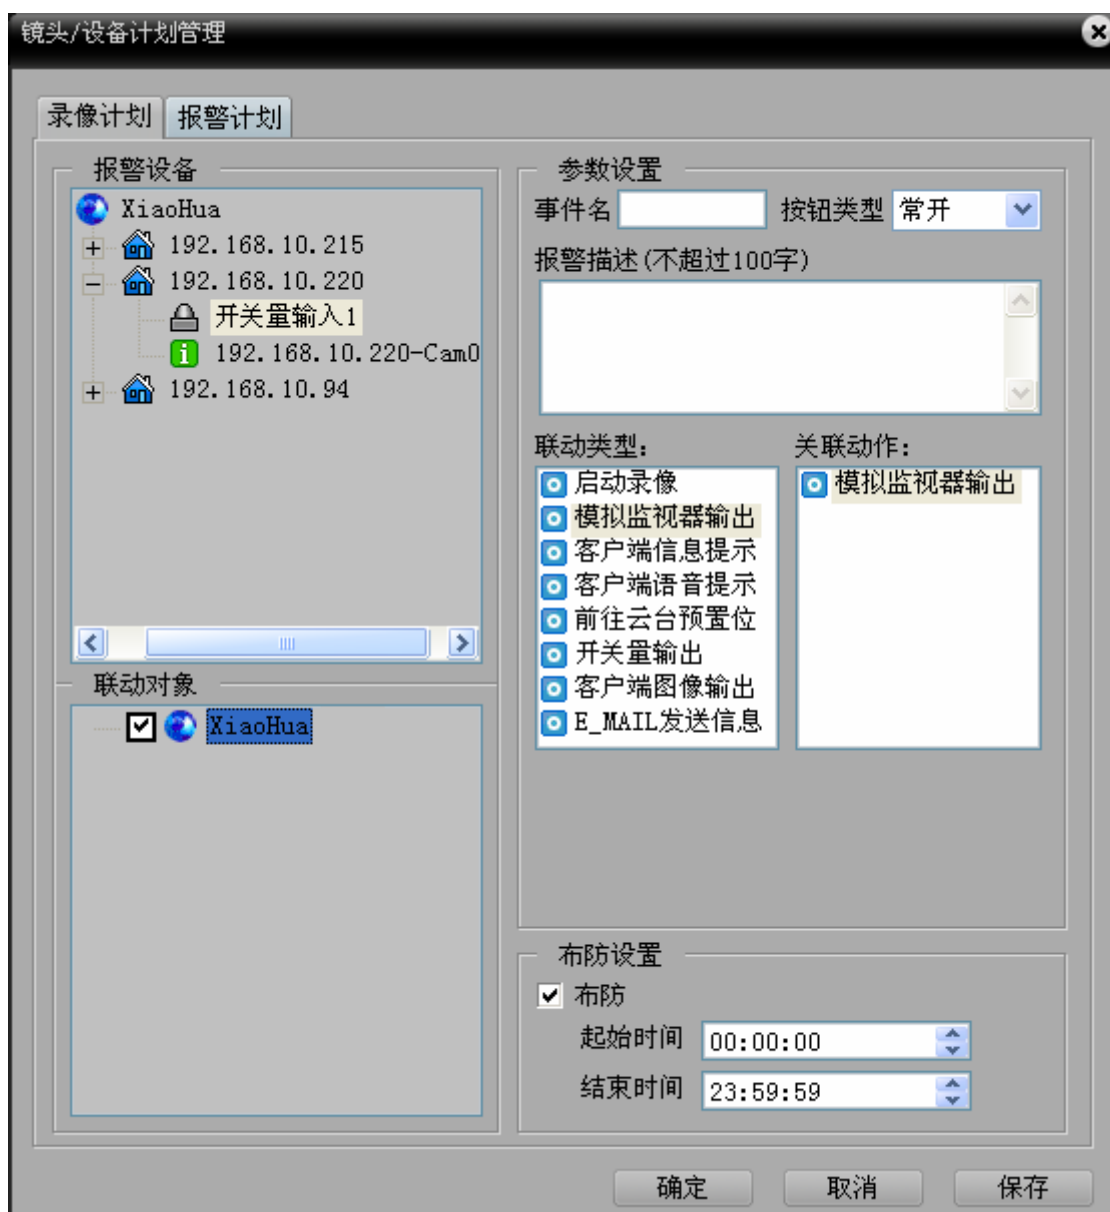 镜头/设备计划管理
录像计划 报警计划
报警设备
XiaoHua
192.168.10.215
192.168.10.220
开关量输入1
192.168.10.220-Cam0
192.168.10.94
联动对象
XiaoHua
参数设置
事件名 按钮类型 常开
报警描述(不超过100字)
联动类型:
启动录像
模拟监视器输出
客户端信息提示
客户端语音提示
前往云台预置位
开关量输出
客户端图像输出
E_MAIL发送信息
关联动作:
模拟监视器输出
布防设置
布防
起始时间 00:00:00
结束时间 23:59:59
确定 取消 保存